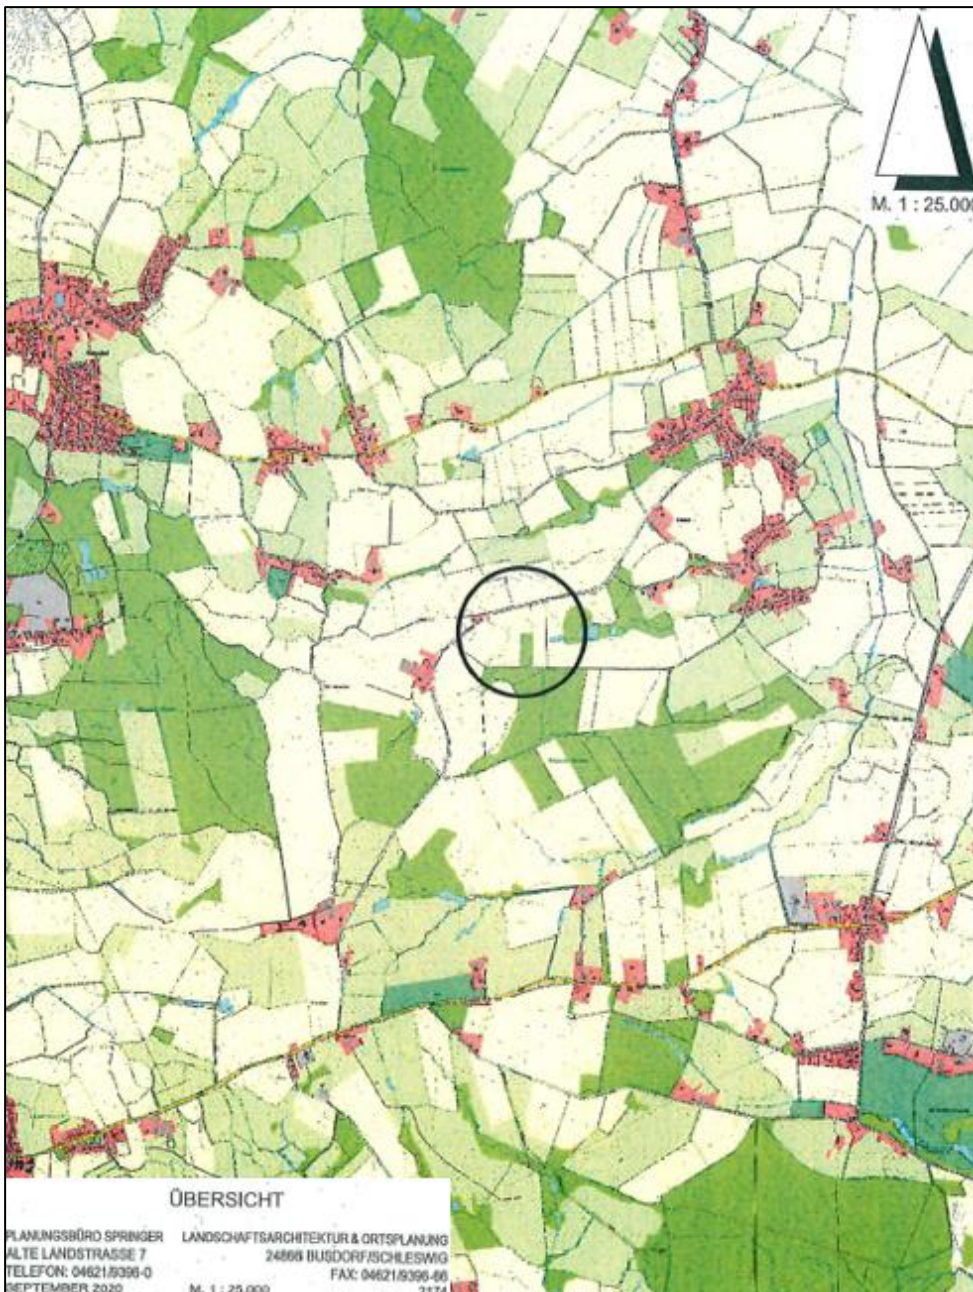 M. 1 : 25.000
ÜBERSICHT
PLANUNGSBÜRO SPRINGER LANDSCHAFTSARCHITEKTUR & ORTSPLANUNG
ALTE LANDSTRASSE 7 24866 BUSDORF/SCHLESWIG
TELEFON: 04621/9396-0 FAX: 04621/9396-66
SEPTEMBER 2020 M. 1 : 25.000 2174